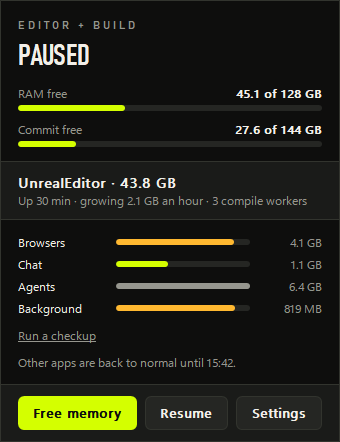 EDITOR + BUILD
PAUSED
RAM free 45.1 of 128 GB
Commit free 27.6 of 144 GB
UnrealEditor · 43.8 GB
Up 30 min · growing 2.1 GB an hour · 3 compile workers
Browsers 4.1 GB
Chat 1.1 GB
Agents 6.4 GB
Background 819 MB
Run a checkup
Other apps are back to normal until 15:42.
Free memory Resume Settings